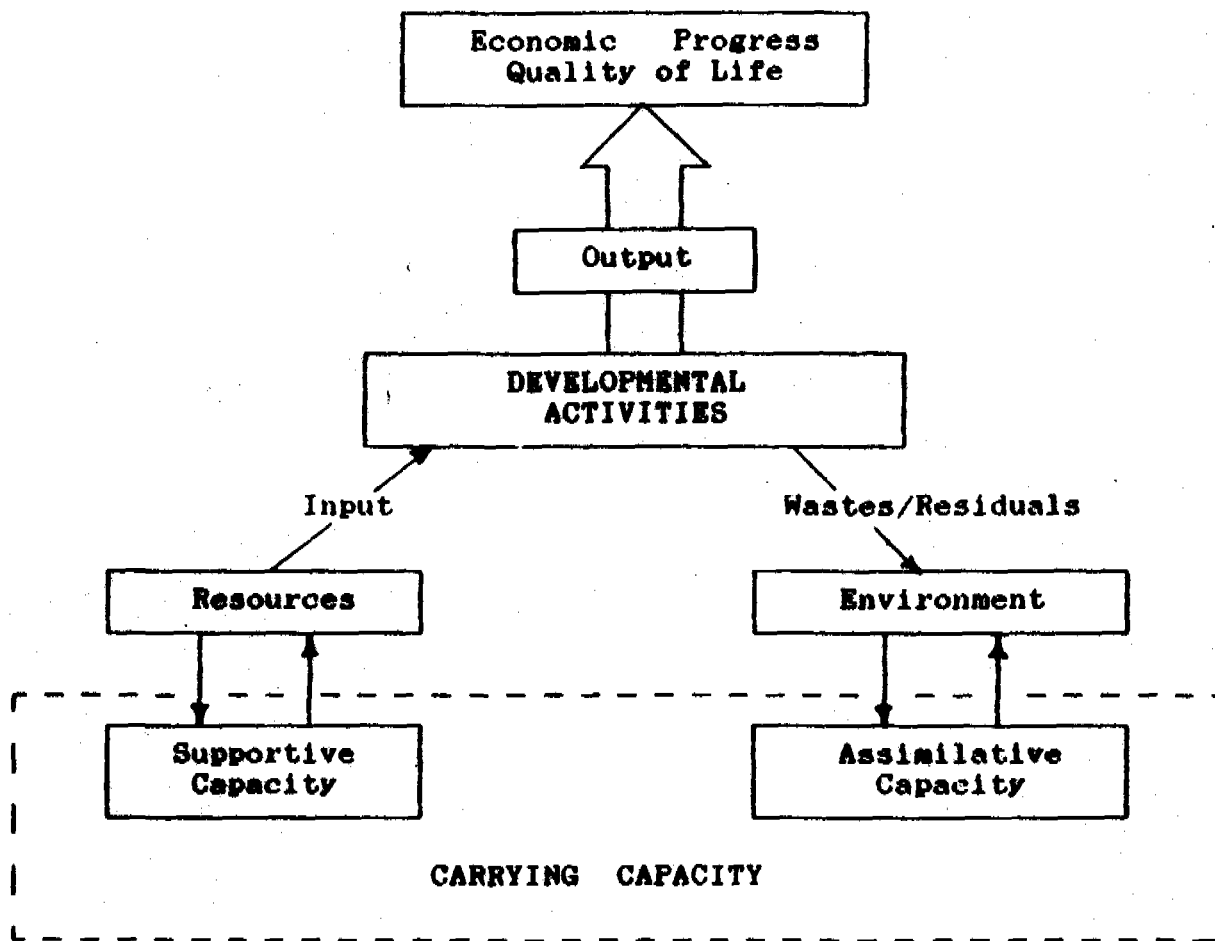 Economic Progress
Quality of Life
Output
DEVELOPMENTAL
ACTIVITIES
Input
Wastes/Residuals
Resources
Environment
Supportive
Capacity
Assimilative
Capacity
CARRYING CAPACITY